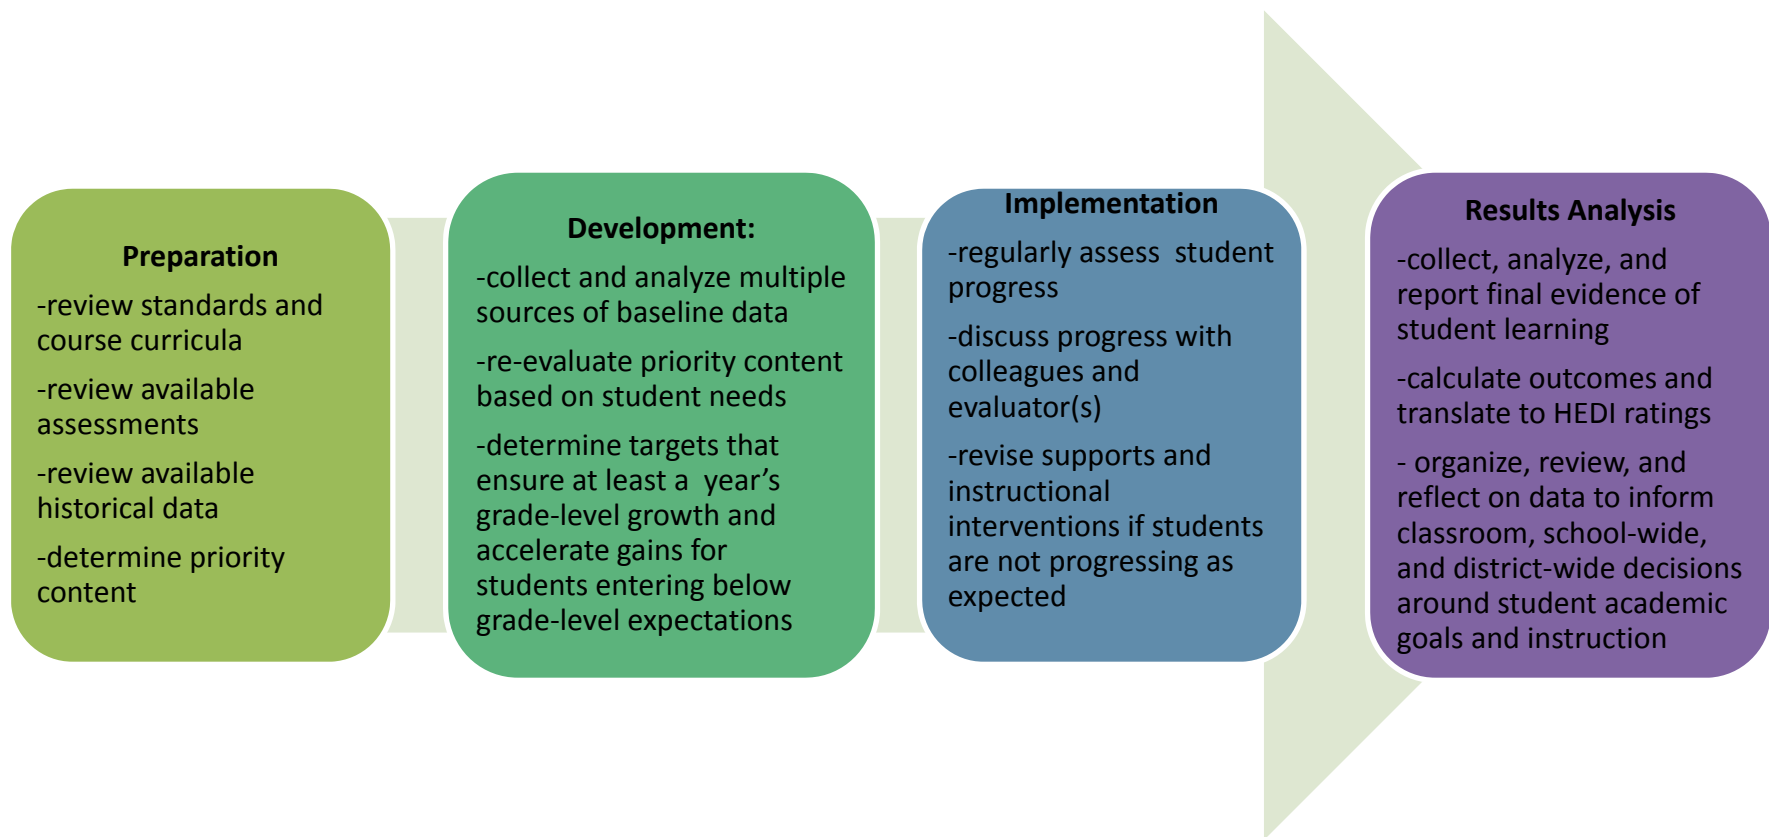 Preparation
-review standards and
course curricula
-review available
assessments
-review available
historical data
-determine priority
content
Development:
-collect and analyze multiple
sources of baseline data
-re-evaluate priority content
based on student needs
-determine targets that
ensure at least a  year’s
grade-level growth and
accelerate gains for
students entering below
grade-level expectations
Implementation
-regularly assess  student
progress
-discuss progress with
colleagues and
evaluator(s)
-revise supports and
instructional
interventions if students
are not progressing as
expected
Results Analysis
-collect, analyze, and
report final evidence of
student learning
-calculate outcomes and
translate to HEDI ratings
- organize, review, and
reflect on data to inform
classroom, school-wide,
and district-wide decisions
around student academic
goals and instruction